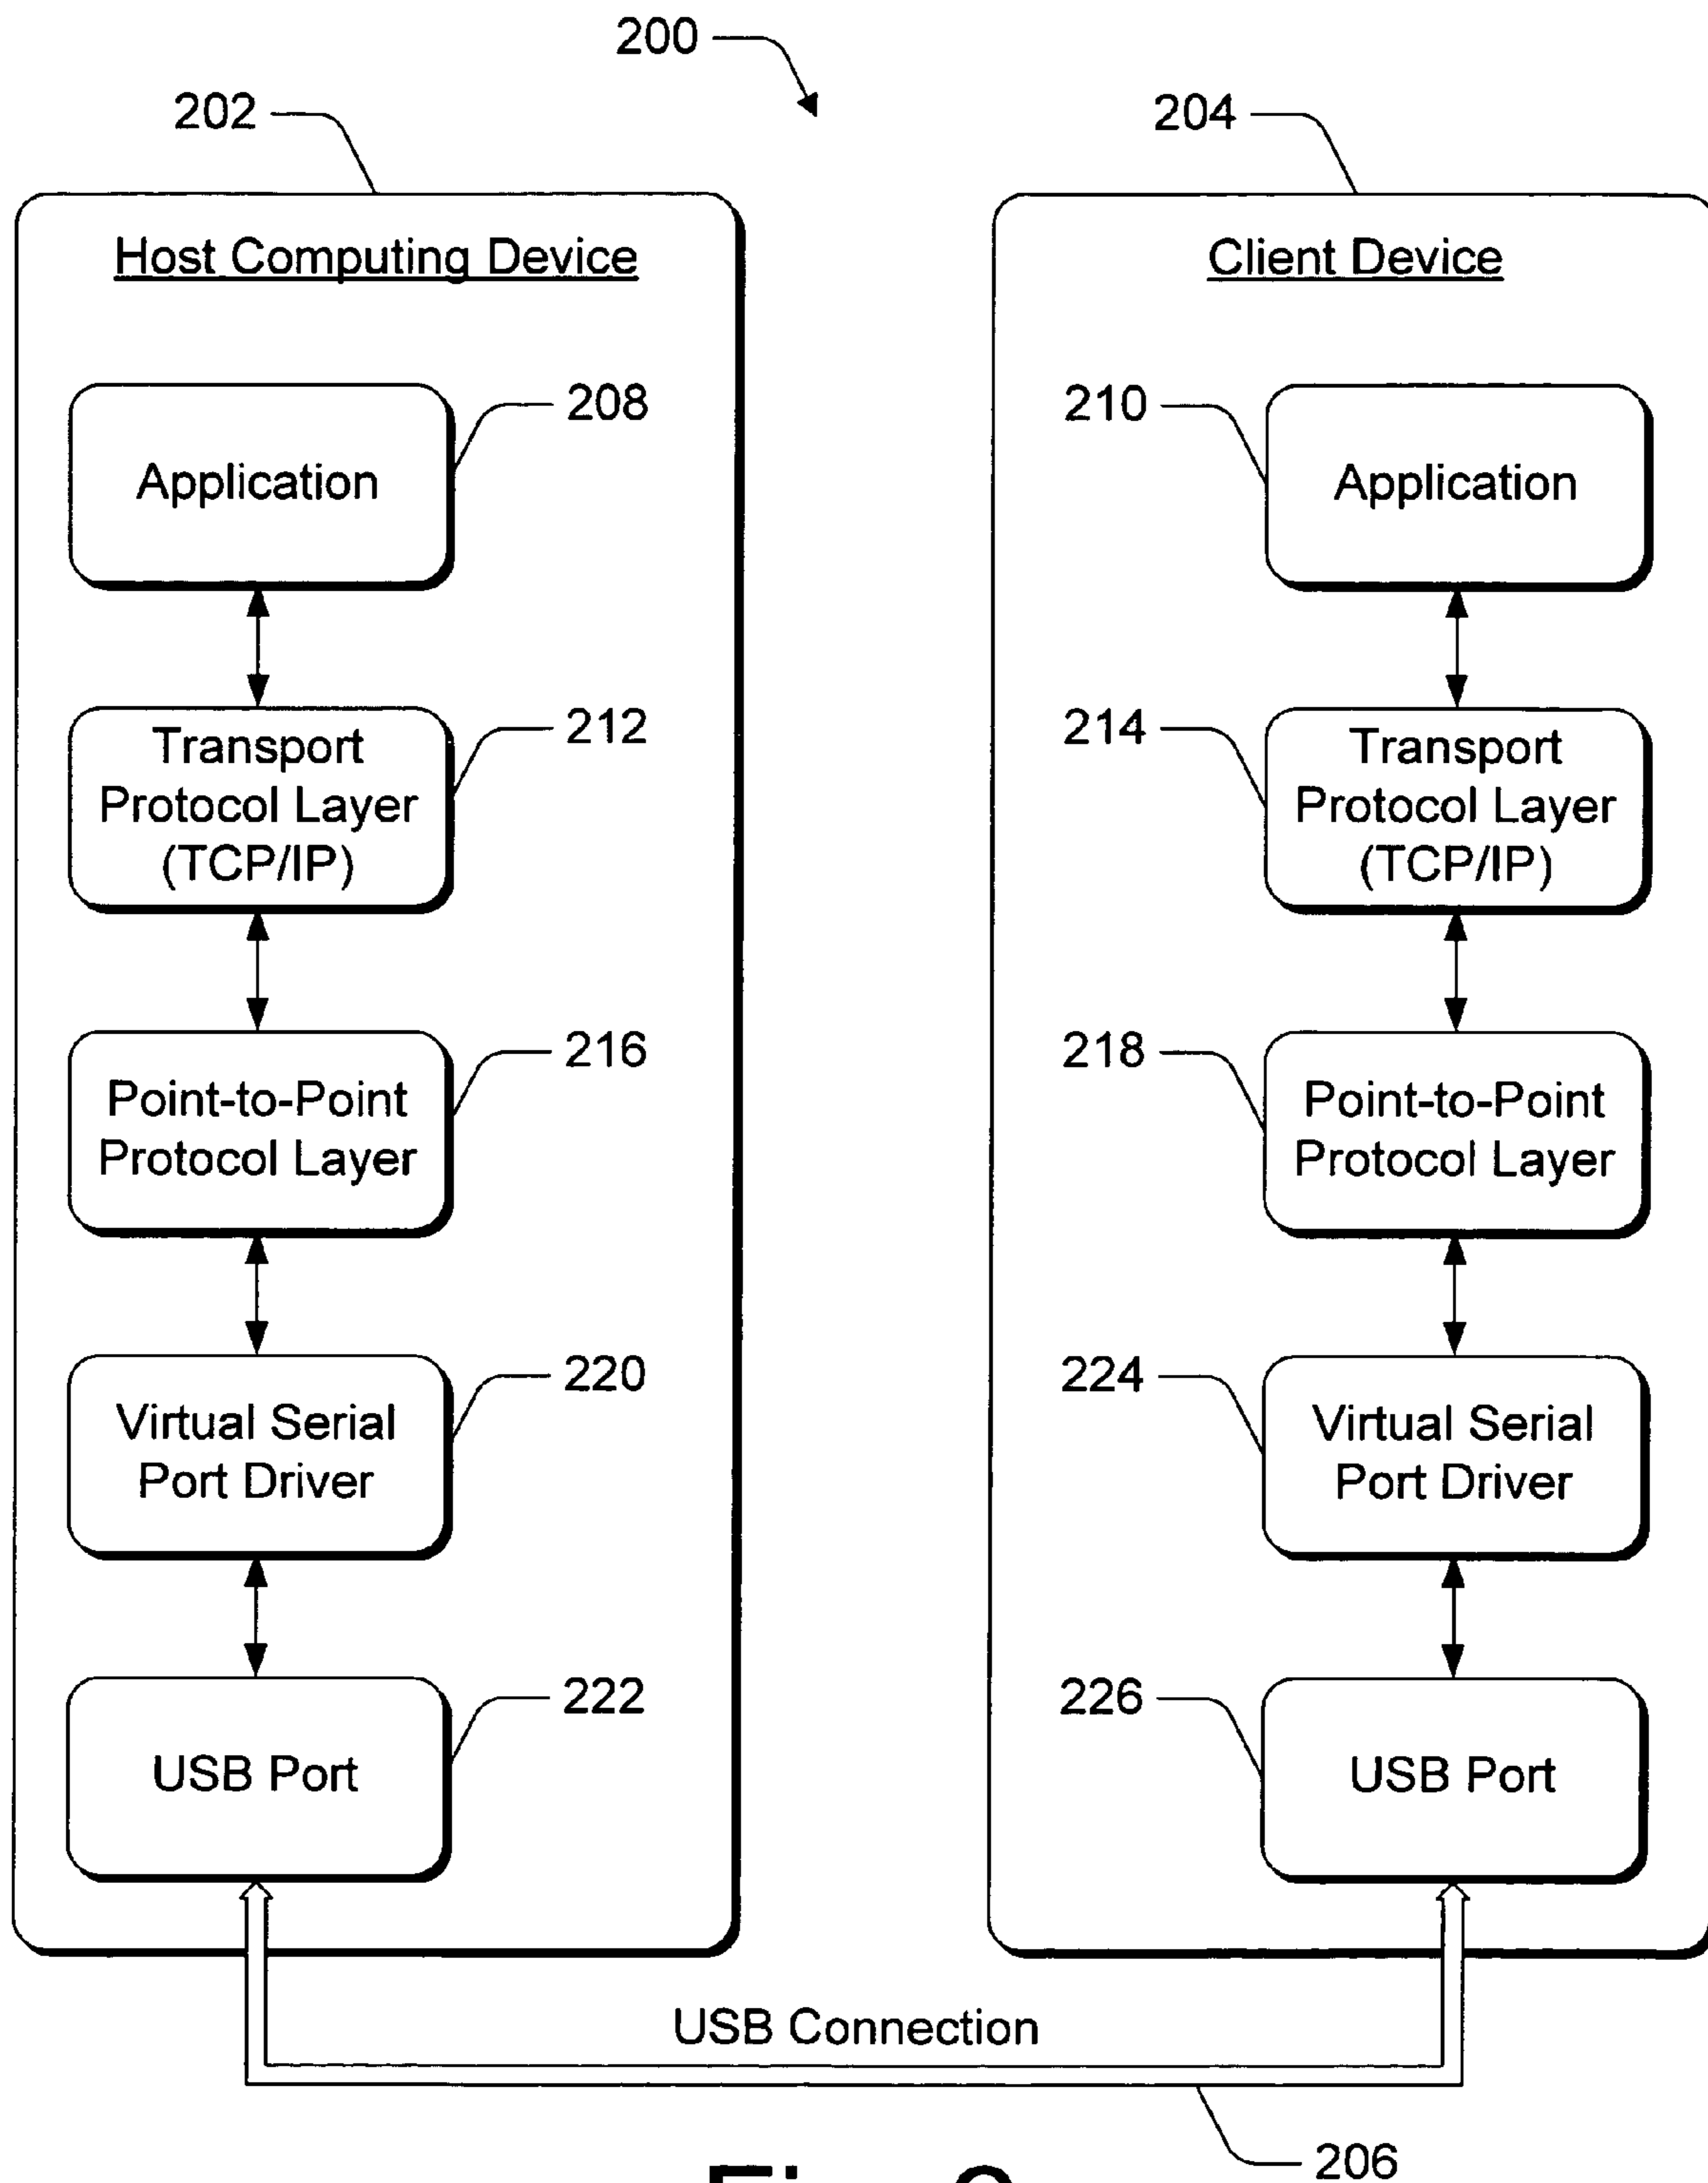 200
202
204
Host Computing Device
Client Device
208
Application
210
Application
212
Transport
Protocol Layer
(TCP/IP)
214
Transport
Protocol Layer
(TCP/IP)
216
Point-to-Point
Protocol Layer
218
Point-to-Point
Protocol Layer
220
Virtual Serial
Port Driver
224
Virtual Serial
Port Driver
222
USB Port
226
USB Port
USB Connection
206